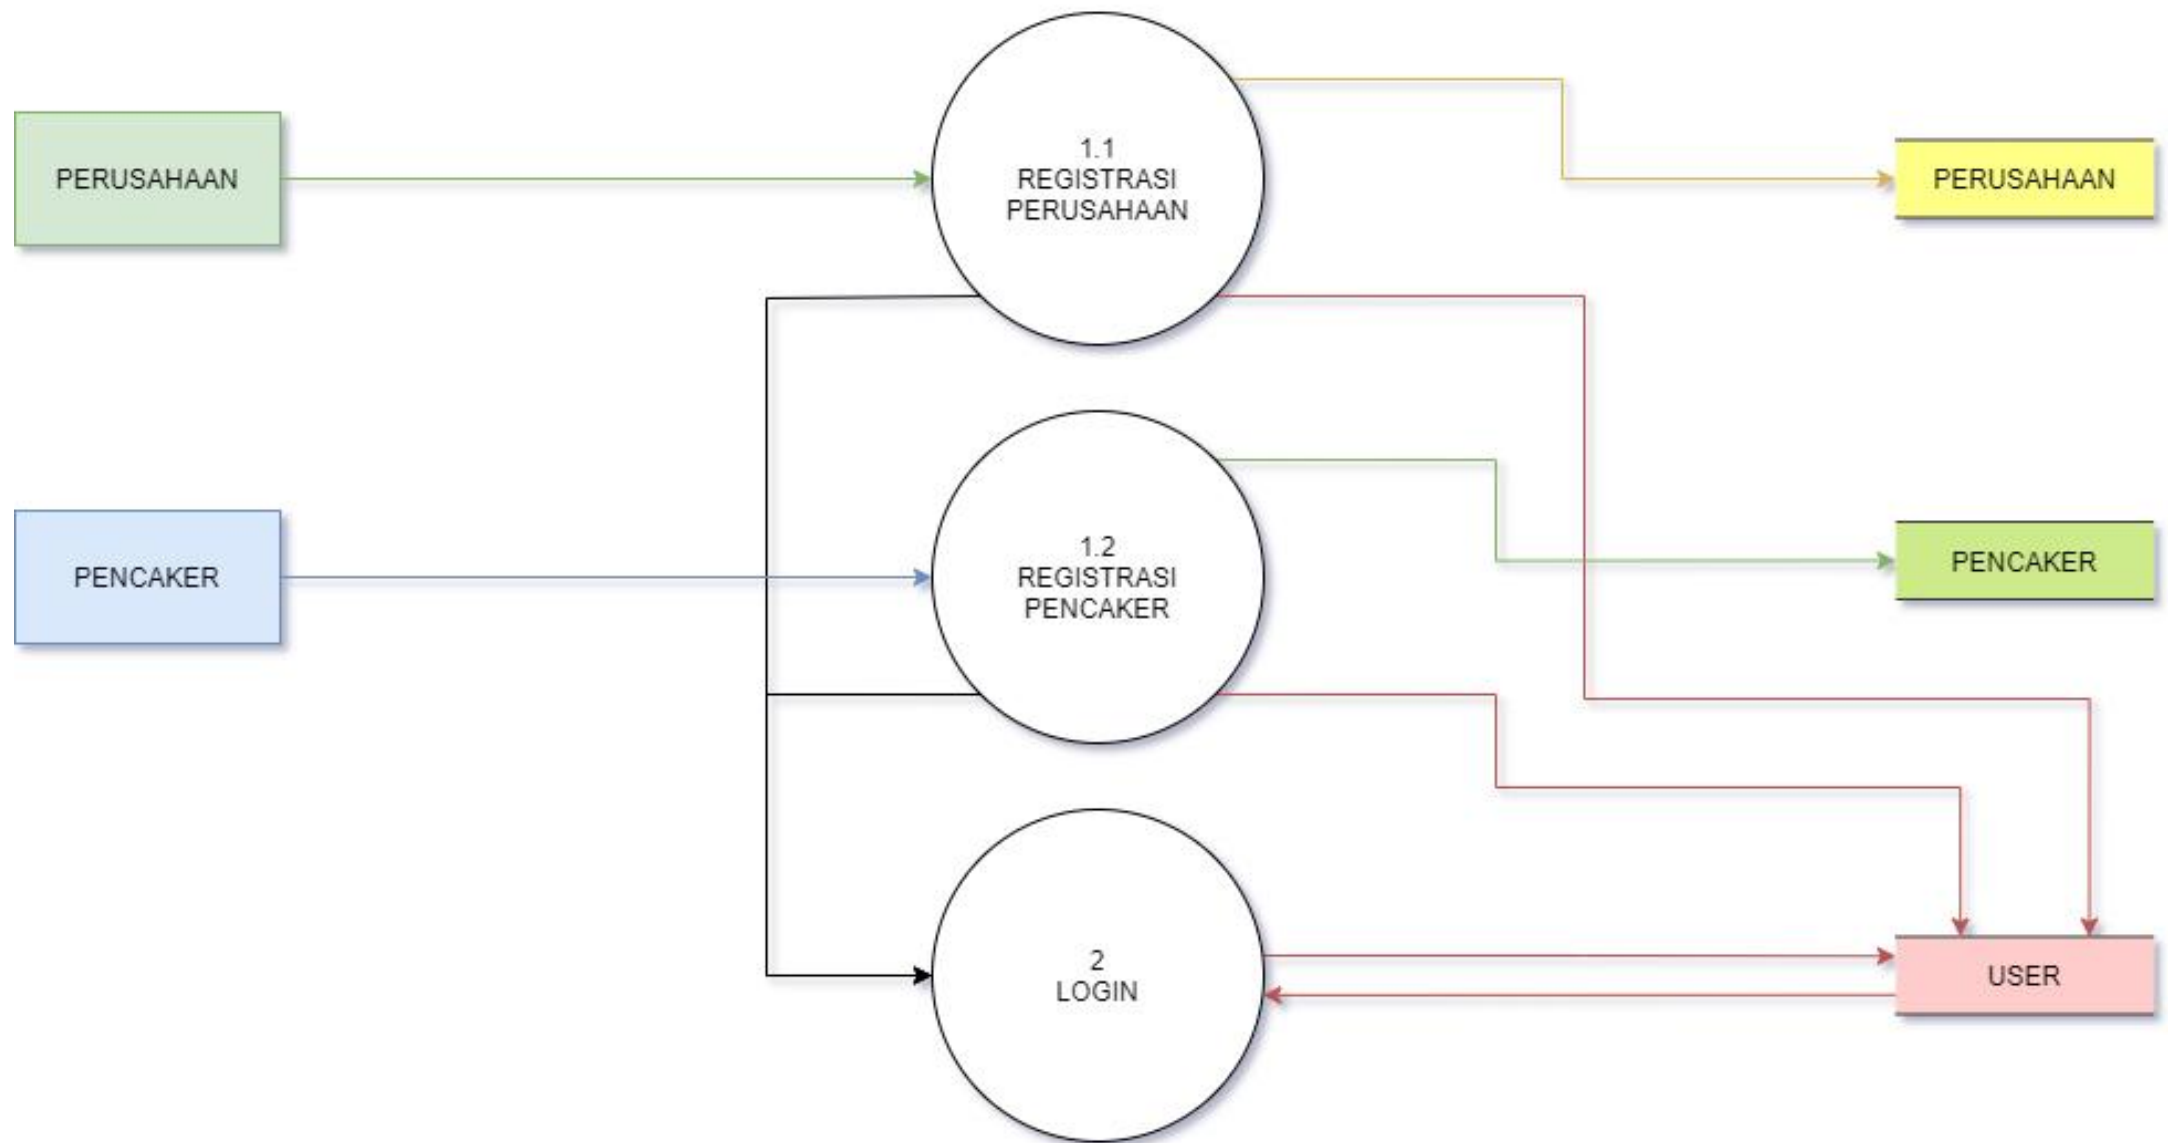 PERUSAHAAN
1.1
REGISTRASI
PERUSAHAAN
PERUSAHAAN
PENCAKER
1.2
REGISTRASI
PENCAKER
PENCAKER
2
LOGIN
USER